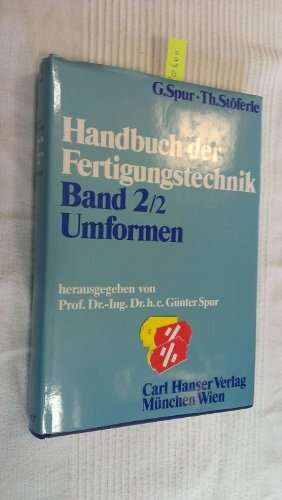 G.Spur·Th.Stöferle
Handbuch der
Fertigungstechnik
Band 2/2
Umformen
herausgegeben von
Prof. Dr.-Ing. Dr.h.c. Günter Spur
Carl Hanser Verlag
München Wien